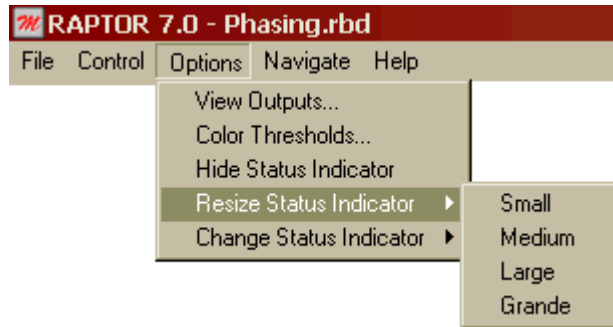 RAPTOR 7.0 - Phasing.rbd
File Control Options Navigate Help
View Outputs...
Color Thresholds...
Hide Status Indicator
Resize Status Indicator
Change Status Indicator
Small
Medium
Large
Grande